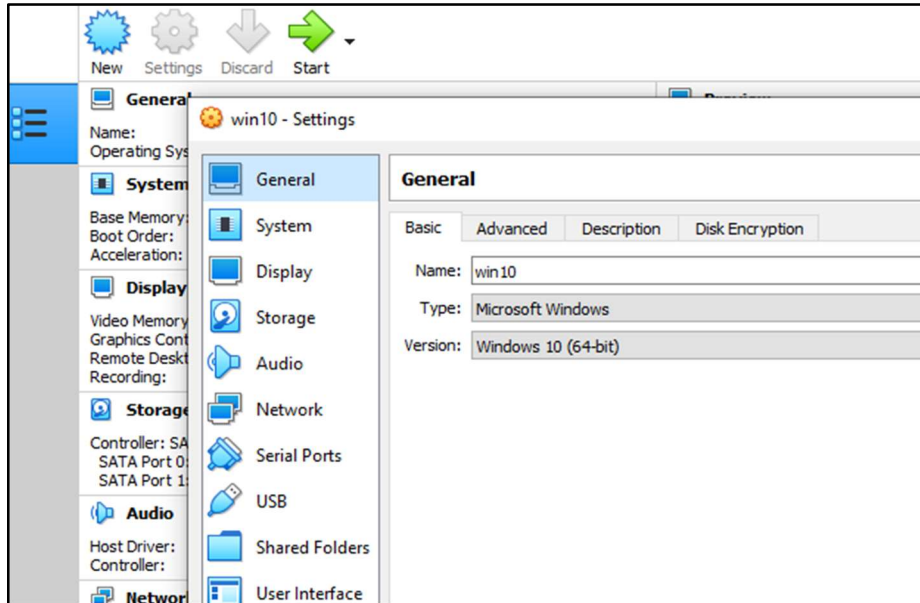 New Settings Discard Start
General
Name:
Operating Sys
System
Base Memory:
Boot Order:
Acceleration:
Display
Video Memory
Graphics Cont
Remote Deskt
Recording:
Storage
Controller: SA
SATA Port 0:
SATA Port 1:
Audio
Host Driver:
Controller:
Networ
win10 - Settings
General
System
Display
Storage
Audio
Network
Serial Ports
USB
Shared Folders
User Interface
General
Basic Advanced Description Disk Encryption
Name: win10
Type: Microsoft Windows
Version: Windows 10 (64-bit)